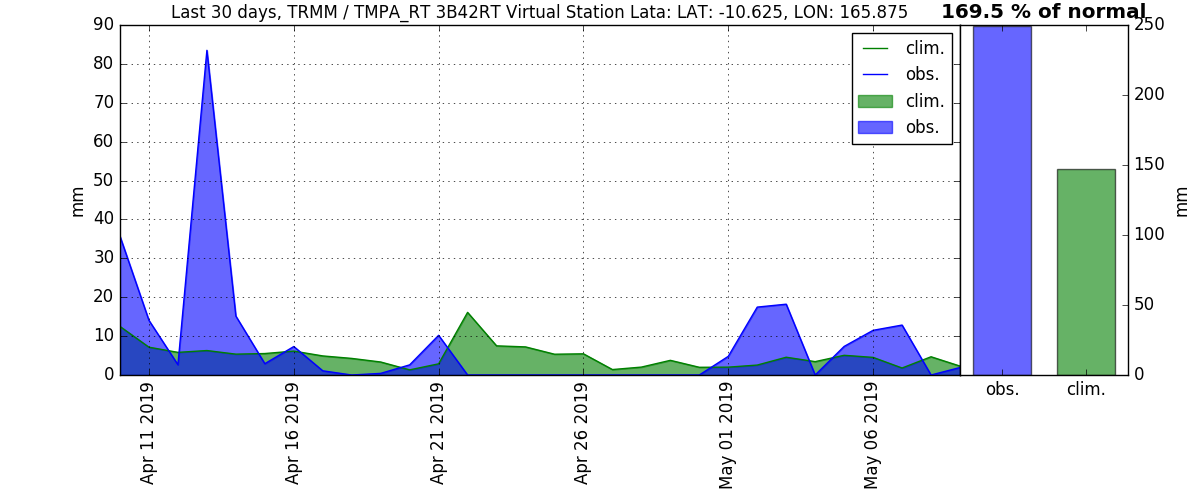 Last 30 days, TRMM / TMPA_RT 3B42RT Virtual Station Lata: LAT: -10.625, LON: 165.875
169.5 % of normal
90
80
70
60
50
40
30
20
10
0
mm
clim.
obs.
clim.
obs.
Apr 11 2019
Apr 16 2019
Apr 21 2019
Apr 26 2019
May 01 2019
May 06 2019
250
200
150
100
50
0
mm
obs.
clim.